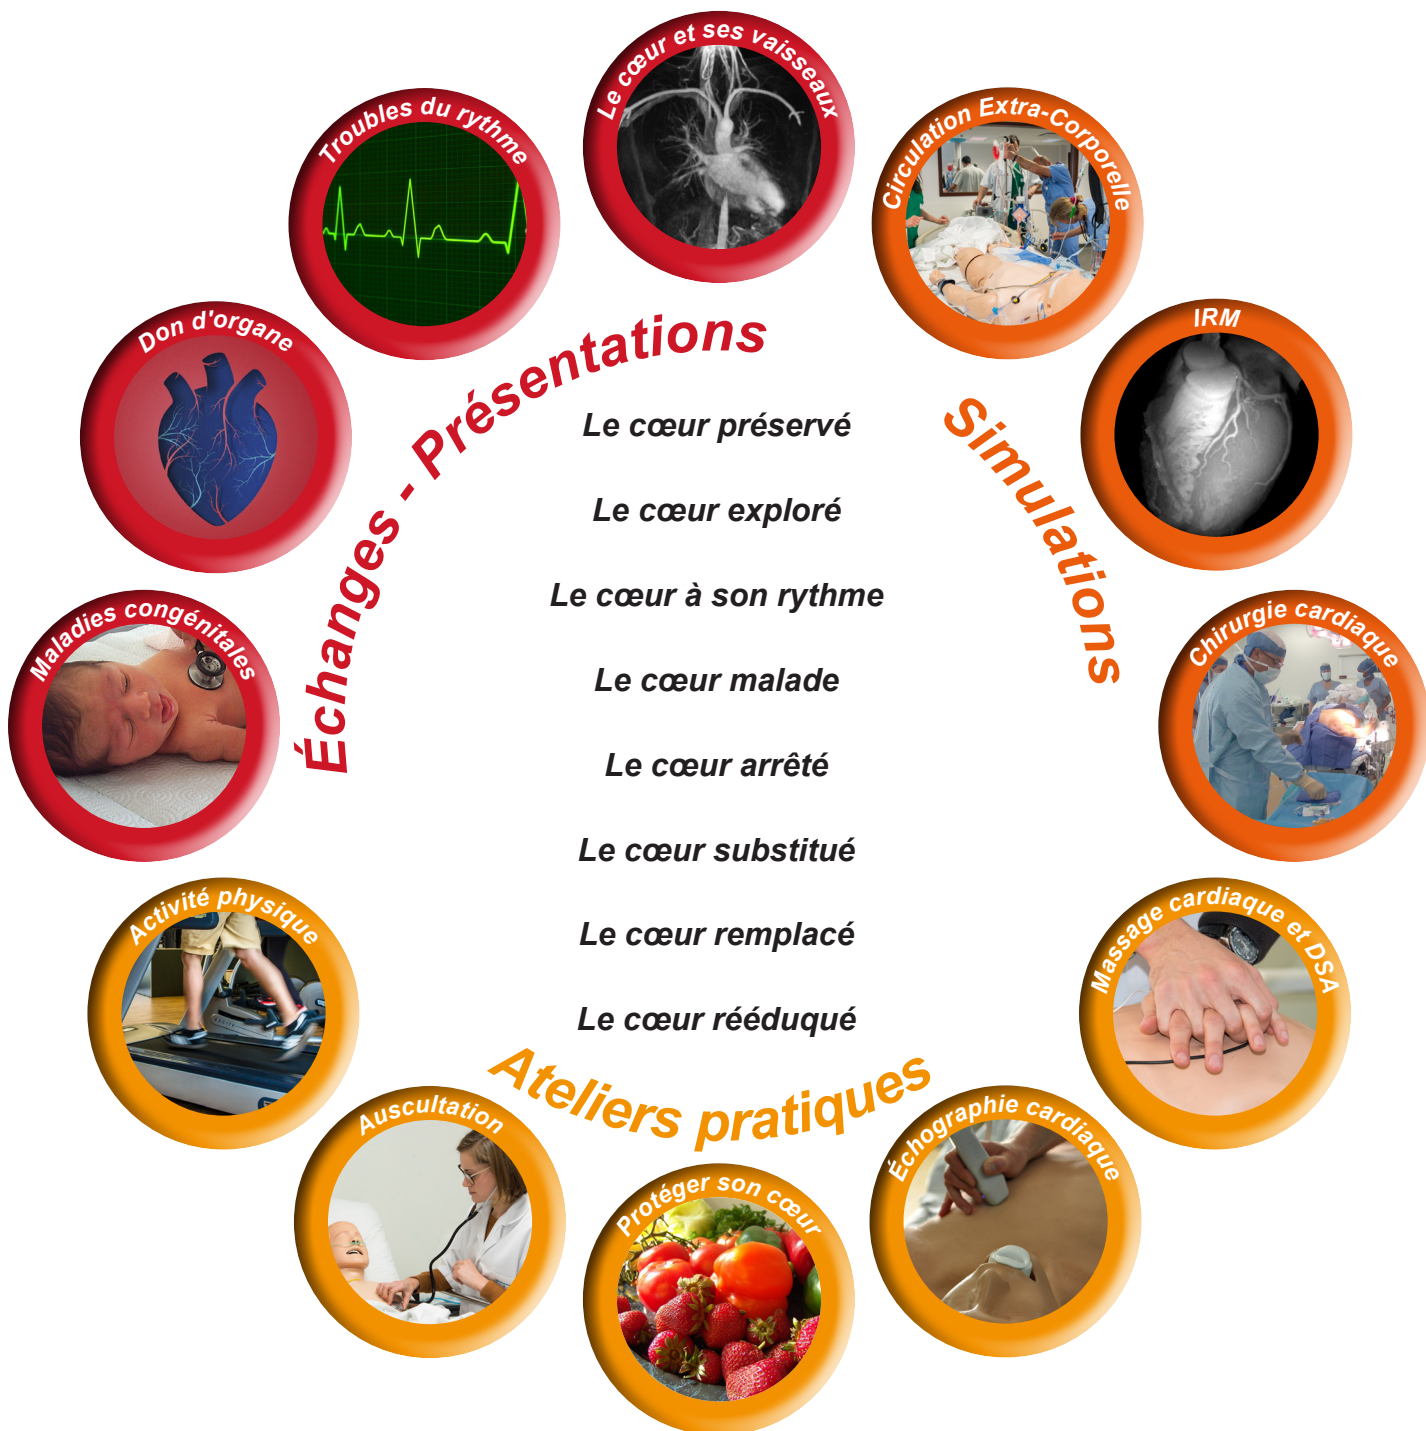 Le cœur et ses vaisseaux
Troubles du rythme
Circulation Extra-Corporelle
Don d'organe
IRM
Échanges - Présentations
Simulations
Le cœur préservé
Le cœur exploré
Le cœur à son rythme
Le cœur malade
Le cœur arrêté
Le cœur substitué
Le cœur remplacé
Le cœur rééduqué
Maladies congénitales
Chirurgie cardiaque
Activité physique
Massage cardiaque et DSA
Ateliers pratiques
Auscultation
Échographie cardiaque
Protéger son cœur